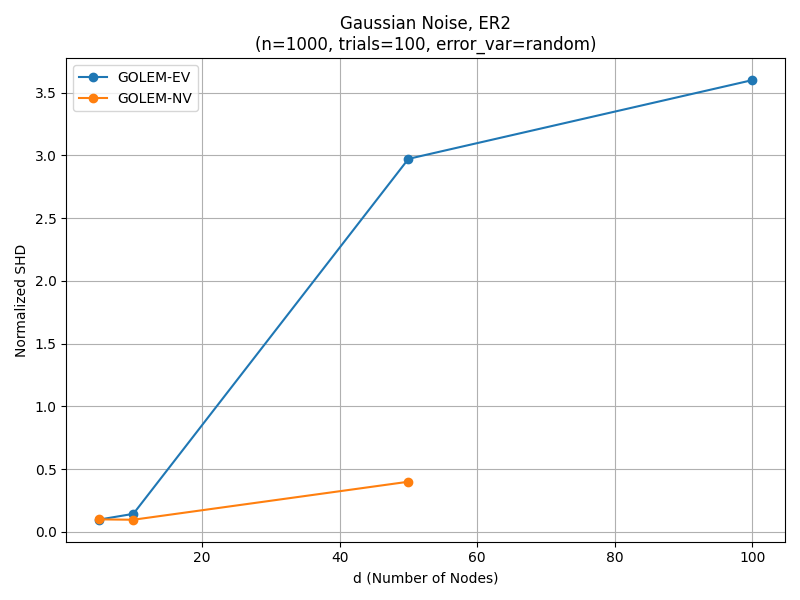 Gaussian Noise, ER2
(n=1000, trials=100, error_var=random)
GOLEM-EV
GOLEM-NV
Normalized SHD
3.5
3.0
2.5
2.0
1.5
1.0
0.5
0.0
20
40
60
80
100
d (Number of Nodes)